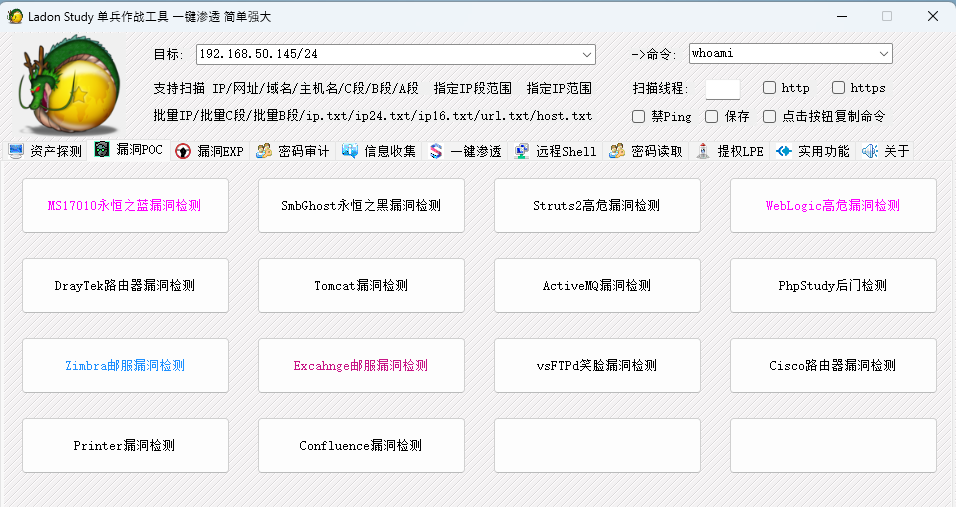 Ladon Study 单兵作战工具 一键渗透 简单强大
目标: 192.168.50.145/24 ->命令: whoami
支持扫描 IP/网址/域名/主机名/C段/B段/A段 指定IP段范围 指定IP范围 扫描线程: http https
批量IP/批量C段/批量B段/ip.txt/ip24.txt/ip16.txt/url.txt/host.txt 禁Ping 保存 点击按钮复制命令
资产探测 漏洞POC 漏洞EXP 密码审计 信息收集 一键渗透 远程Shell 密码读取 提权LPE 实用功能 关于
MS17010永恒之蓝漏洞检测 SmbGhost永恒之黑漏洞检测 Struts2高危漏洞检测 WebLogic高危漏洞检测
DrayTek路由器漏洞检测 Tomcat漏洞检测 ActiveMQ漏洞检测 PhpStudy后门检测
Zimbra邮服漏洞检测 Excahnge邮服漏洞检测 vsFTPd笑脸漏洞检测 Cisco路由器漏洞检测
Printer漏洞检测 Confluence漏洞检测